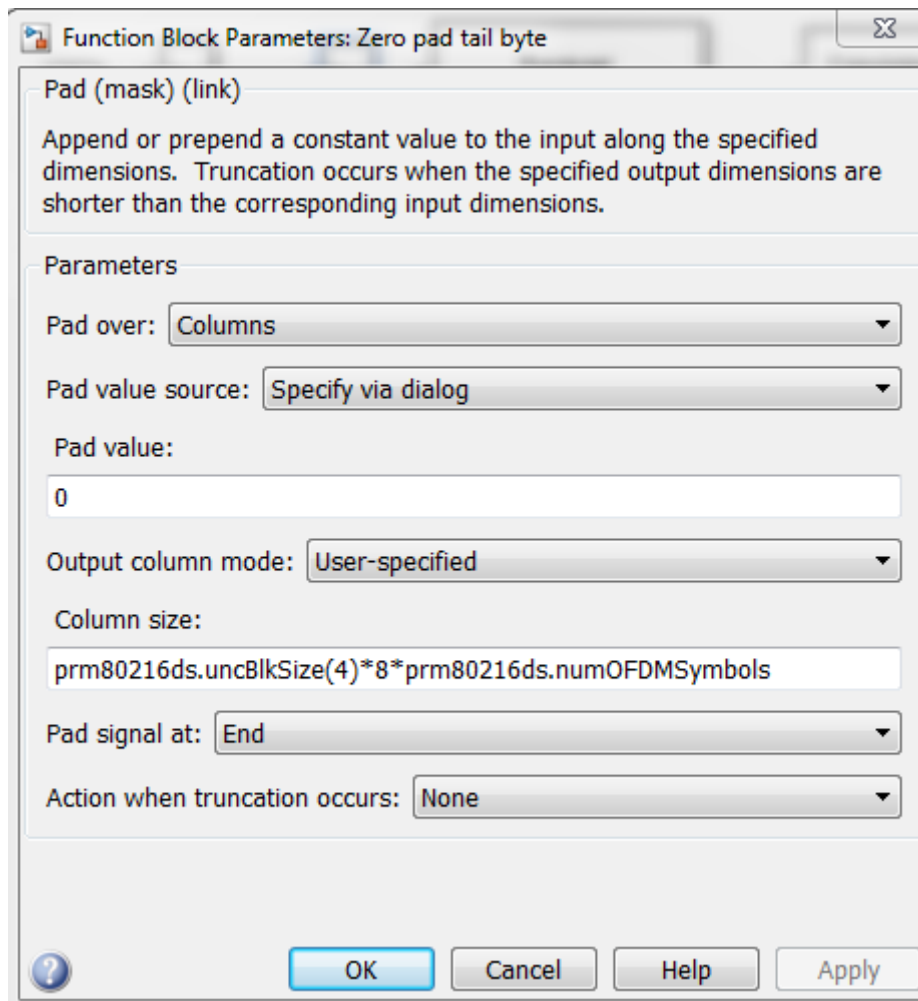 Function Block Parameters: Zero pad tail byte
Pad (mask) (link)
Append or prepend a constant value to the input along the specified
dimensions.  Truncation occurs when the specified output dimensions are
shorter than the corresponding input dimensions.
Parameters
Pad over: Columns
Pad value source: Specify via dialog
Pad value:
0
Output column mode: User-specified
Column size:
prm80216ds.uncBlkSize(4)*8*prm80216ds.numOFDMSymbols
Pad signal at: End
Action when truncation occurs: None
OK Cancel Help Apply